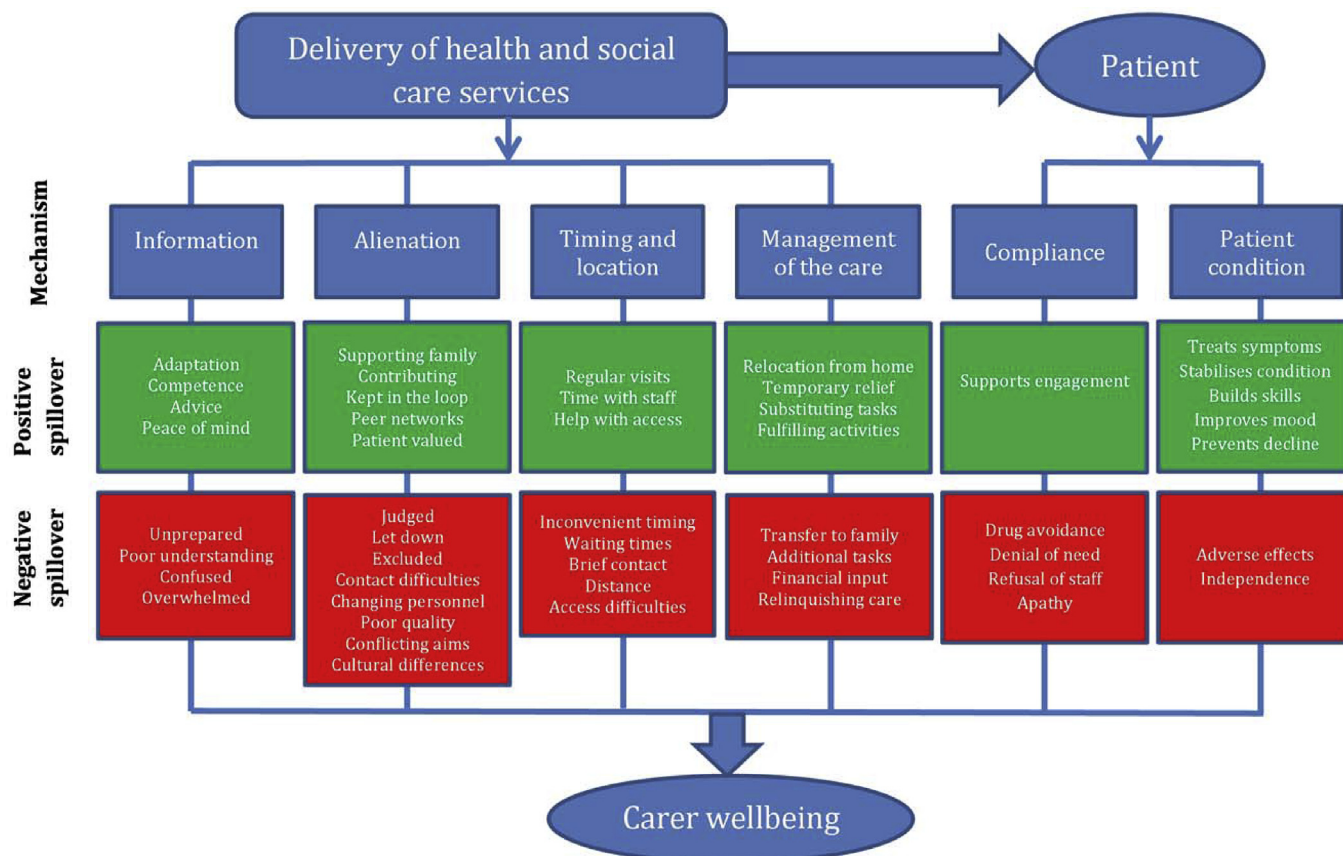 Delivery of health and social
care services
Patient
Mechanism
Information
Alienation
Timing and
location
Management
of the care
Compliance
Patient
condition
Positive
spillover
Adaptation
Competence
Advice
Peace of mind
Supporting family
Contributing
Kept in the loop
Peer networks
Patient valued
Regular visits
Time with staff
Help with access
Relocation from home
Temporary relief
Substituting tasks
Fulfilling activities
Supports engagement
Treats symptoms
Stabilises condition
Builds skills
Improves mood
Prevents decline
Negative
spillover
Unprepared
Poor understanding
Confused
Overwhelmed
Judged
Let down
Excluded
Contact difficulties
Changing personnel
Poor quality
Conflicting aims
Cultural differences
Inconvenient timing
Waiting times
Brief contact
Distance
Access difficulties
Transfer to family
Additional tasks
Financial input
Relinquishing care
Drug avoidance
Denial of need
Refusal of staff
Apathy
Adverse effects
Independence
Carer wellbeing